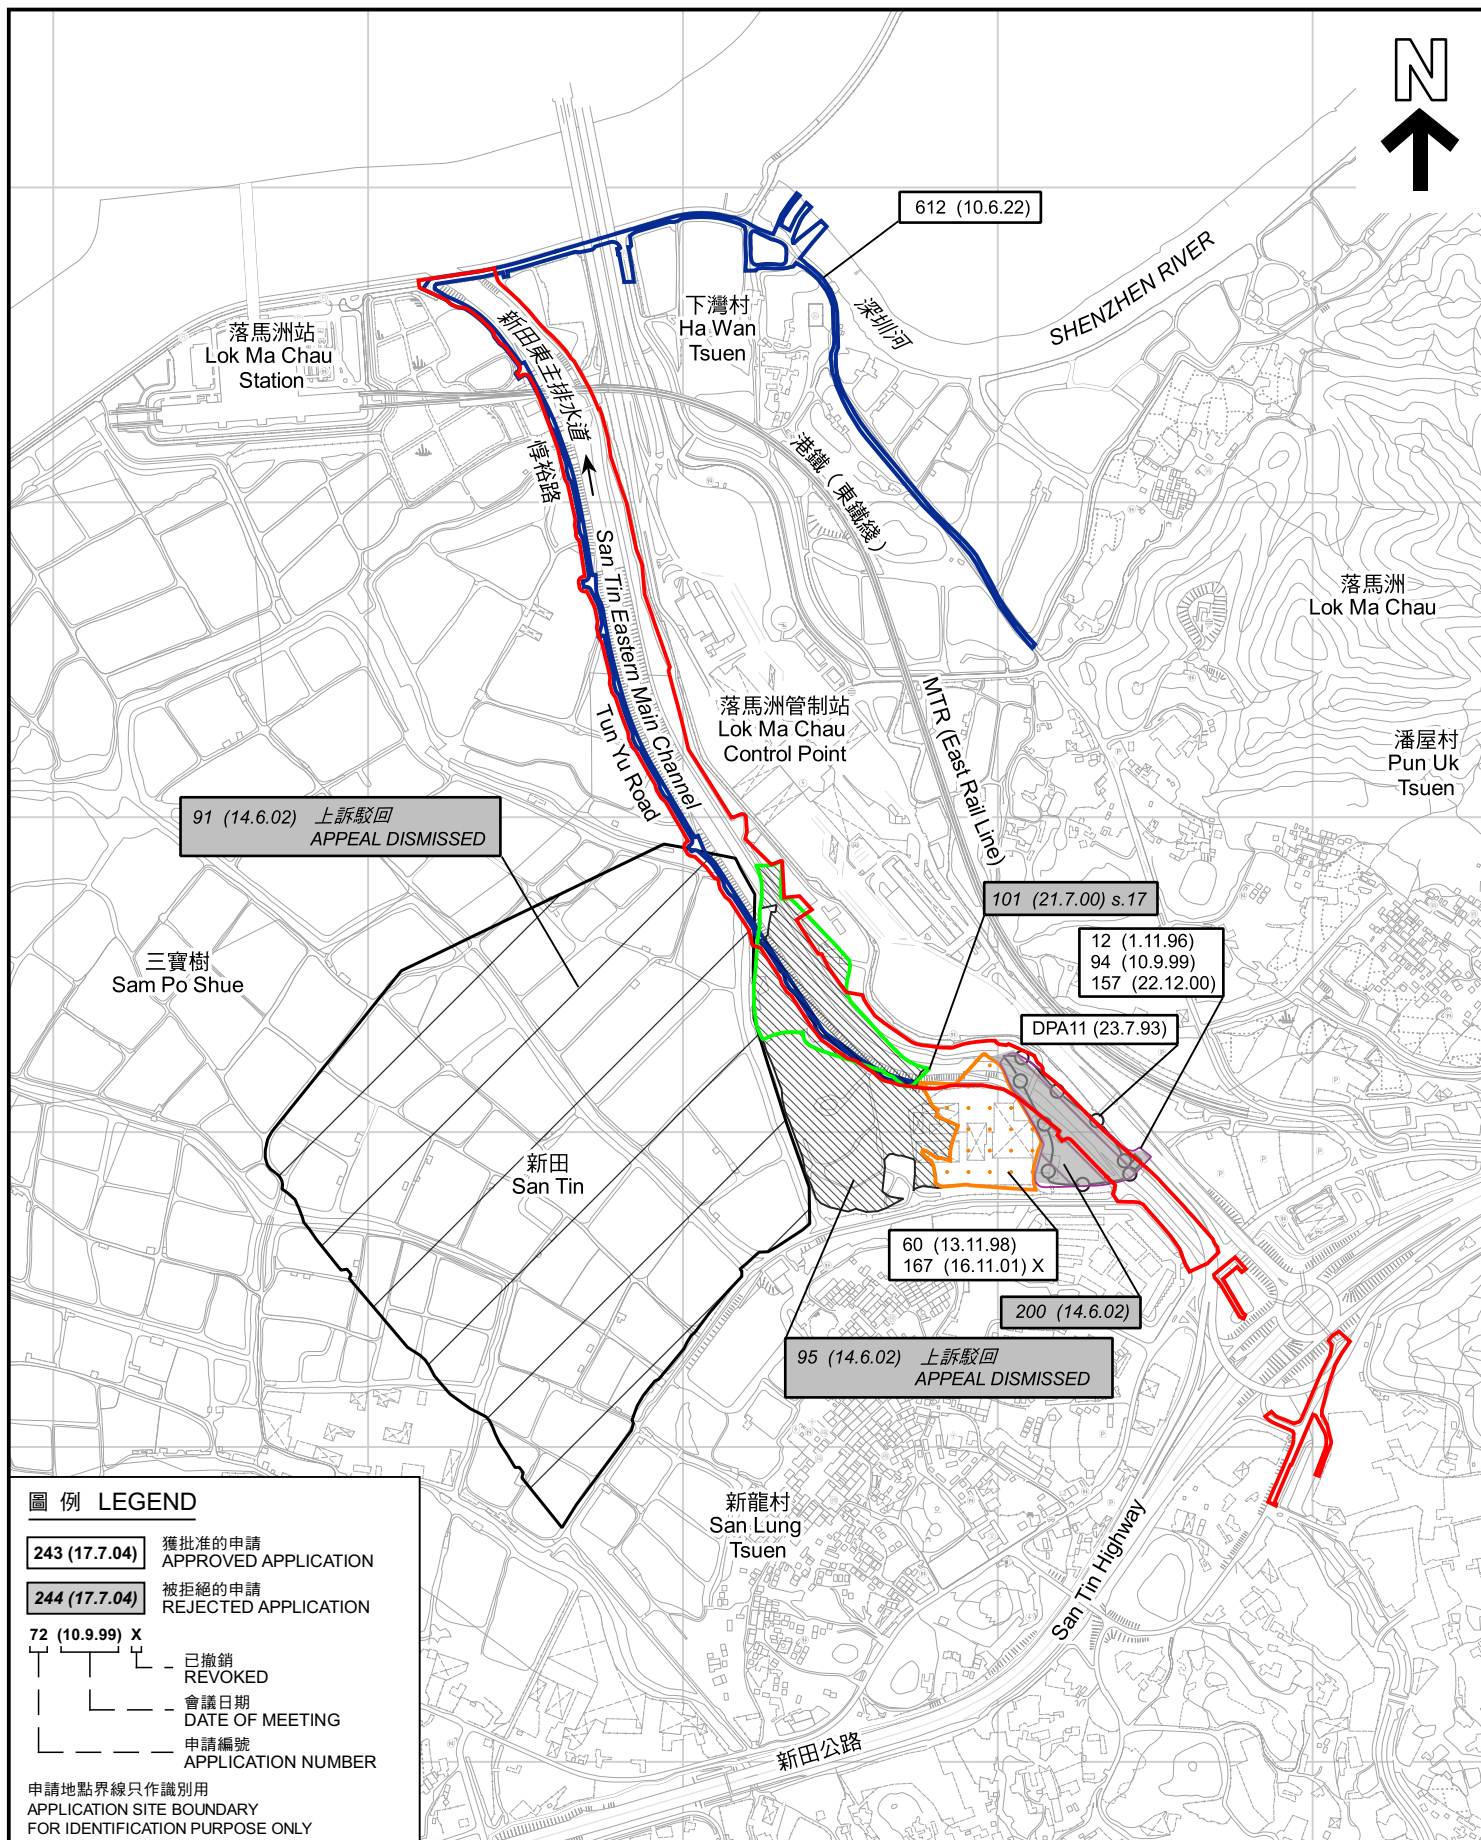 N
612 (10.6.22)
SHENZHEN RIVER
深圳河
下灣村
Ha Wan
Tsuen
落馬洲站
Lok Ma Chau
Station
新田東主排水道
惇裕路
港鐵（東鐵綫）
San Tin Eastern Main Channel
Tun Yu Road
落馬洲
Lok Ma Chau
落馬洲管制站
Lok Ma Chau
Control Point
MTR (East Rail Line)
潘屋村
Pun Uk
Tsuen
91 (14.6.02) 上訴駁回
APPEAL DISMISSED
101 (21.7.00) s.17
12 (1.11.96)
94 (10.9.99)
157 (22.12.00)
三寶樹
Sam Po Shue
DPA11 (23.7.93)
新田
San Tin
60 (13.11.98)
167 (16.11.01) X
200 (14.6.02)
95 (14.6.02) 上訴駁回
APPEAL DISMISSED
新龍村
San Lung
Tsuen
San Tin Highway
新田公路
圖例 LEGEND
243 (17.7.04) 獲批准的申請
APPROVED APPLICATION
244 (17.7.04) 被拒絕的申請
REJECTED APPLICATION
72 (10.9.99) X
已撤銷
REVOKED
會議日期
DATE OF MEETING
申請編號
APPLICATION NUMBER
申請地點界線只作識別用
APPLICATION SITE BOUNDARY
FOR IDENTIFICATION PURPOSE ONLY